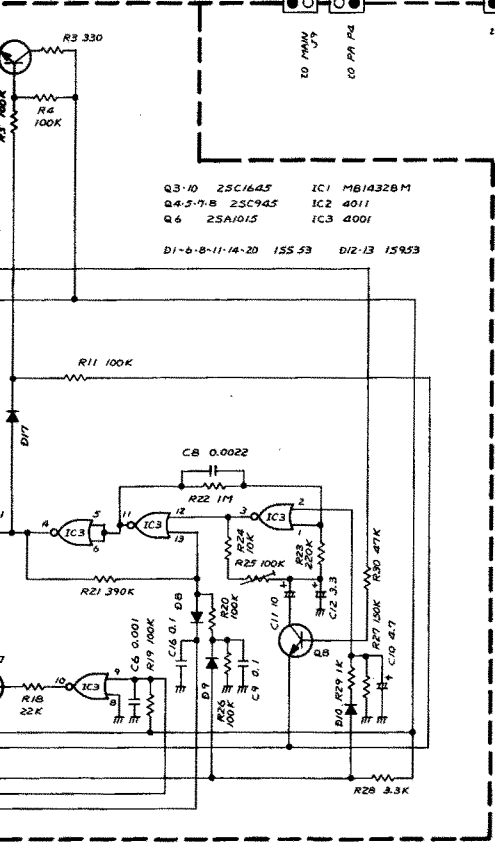 R3 330
R4
100K
R5 100K
TO MAIN
J9
TO PA P4
Q3·10 2SC1645 IC1 MB14328M
Q4·5·7·8 2SC945 IC2 4011
Q6 2SA1015 IC3 4001
D1~6·8~11·14~20 1SS53 D12·13 1S953
R11 100K
D17
C8 0.0022
R22 1M
4
IC3
5
6
11
IC3
12
13
3
IC3
2
1
R24
10K
R23
220K
R25 100K
R30 47K
R21 390K
D8
R20
100K
C11 10
C12 3.3
Q8
R27 150K
C10 4.7
C16 0.1
C6 0.001
R19 100K
D9
R26
100K
C9 0.1
D10
R29 1K
10
IC3
9
8
R18
22K
R28 3.3K